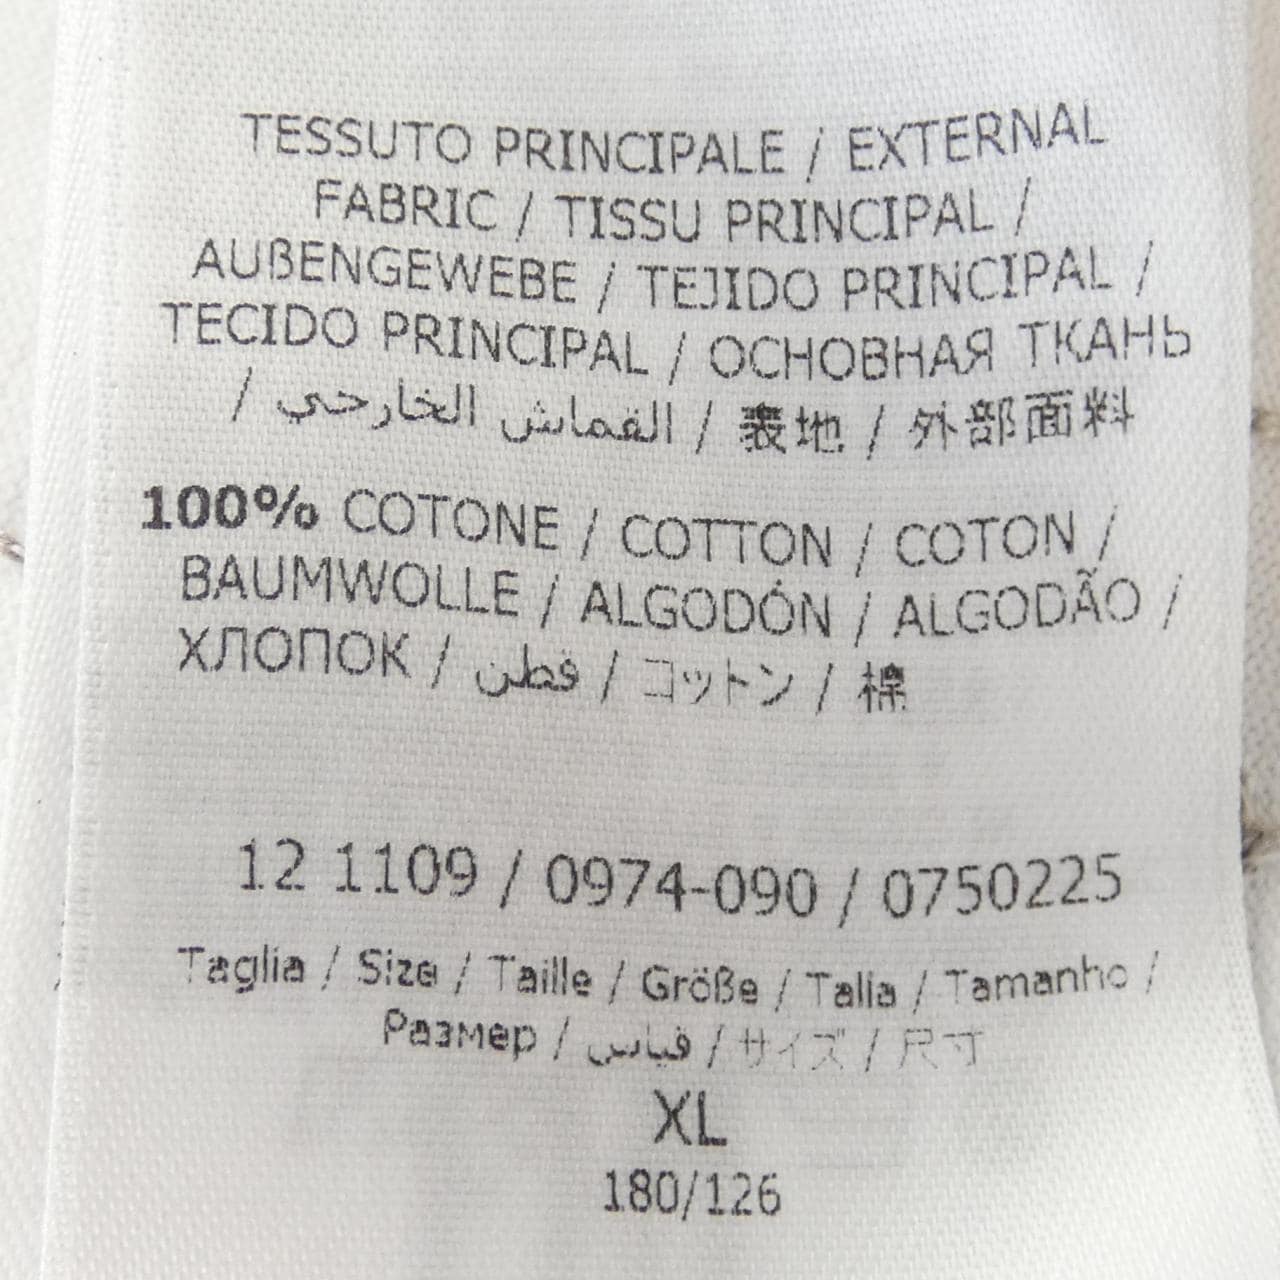 TESSUTO PRINCIPALE / EXTERNAL
FABRIC / TISSU PRINCIPAL /
AUßENGEWEBE / TEJIDO PRINCIPAL /
TECIDO PRINCIPAL / ОСНОВНАЯ ТКАНЬ
/ القماش الخارجي / 表地 / 外部面料
100% COTONE / COTTON / COTON /
BAUMWOLLE / ALGODÓN / ALGODÃO /
ХЛОПОК / قطن / コットン / 棉
12 1109 / 0974-090 / 0750225
Taglia / Size / Taille / Größe / Talla / Tamanho /
Размер / قياس / サイズ / 尺寸
XL
180/126